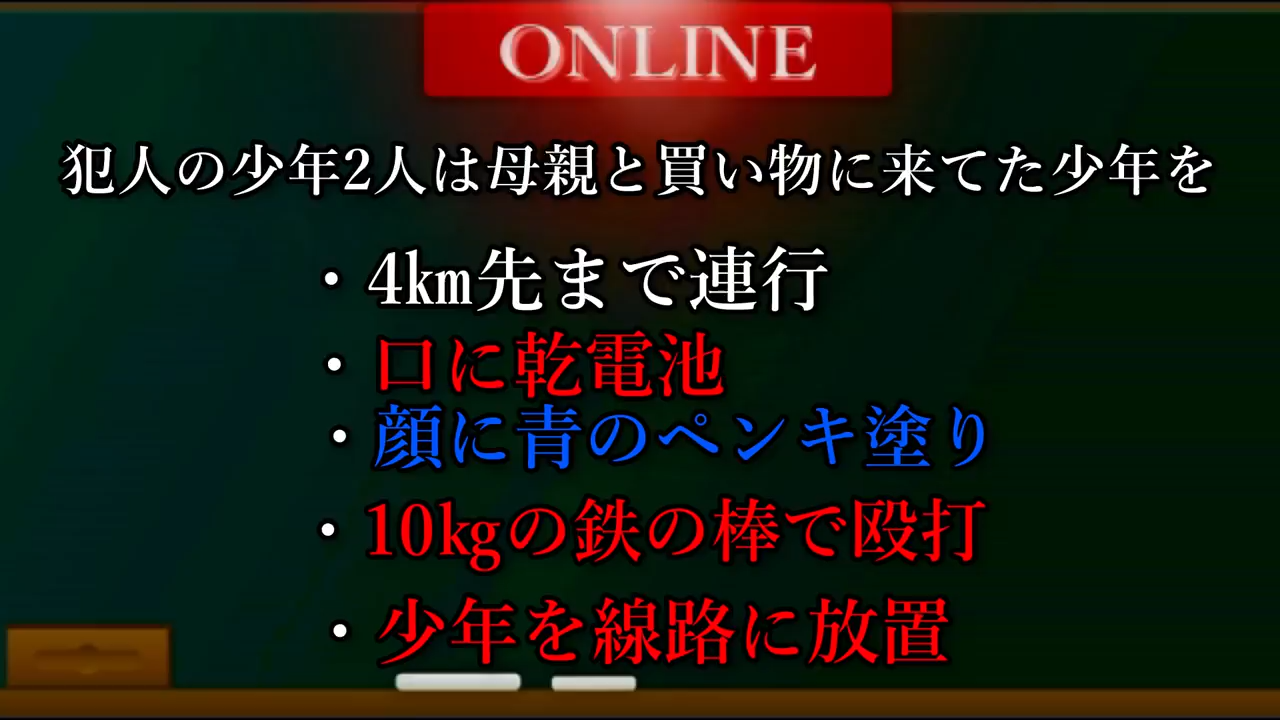 ONLINE
犯人の少年2人は母親と買い物に来てた少年を
・4km先まで連行
・口に乾電池
・顔に青のペンキ塗り
・10kgの鉄の棒で殴打
・少年を線路に放置